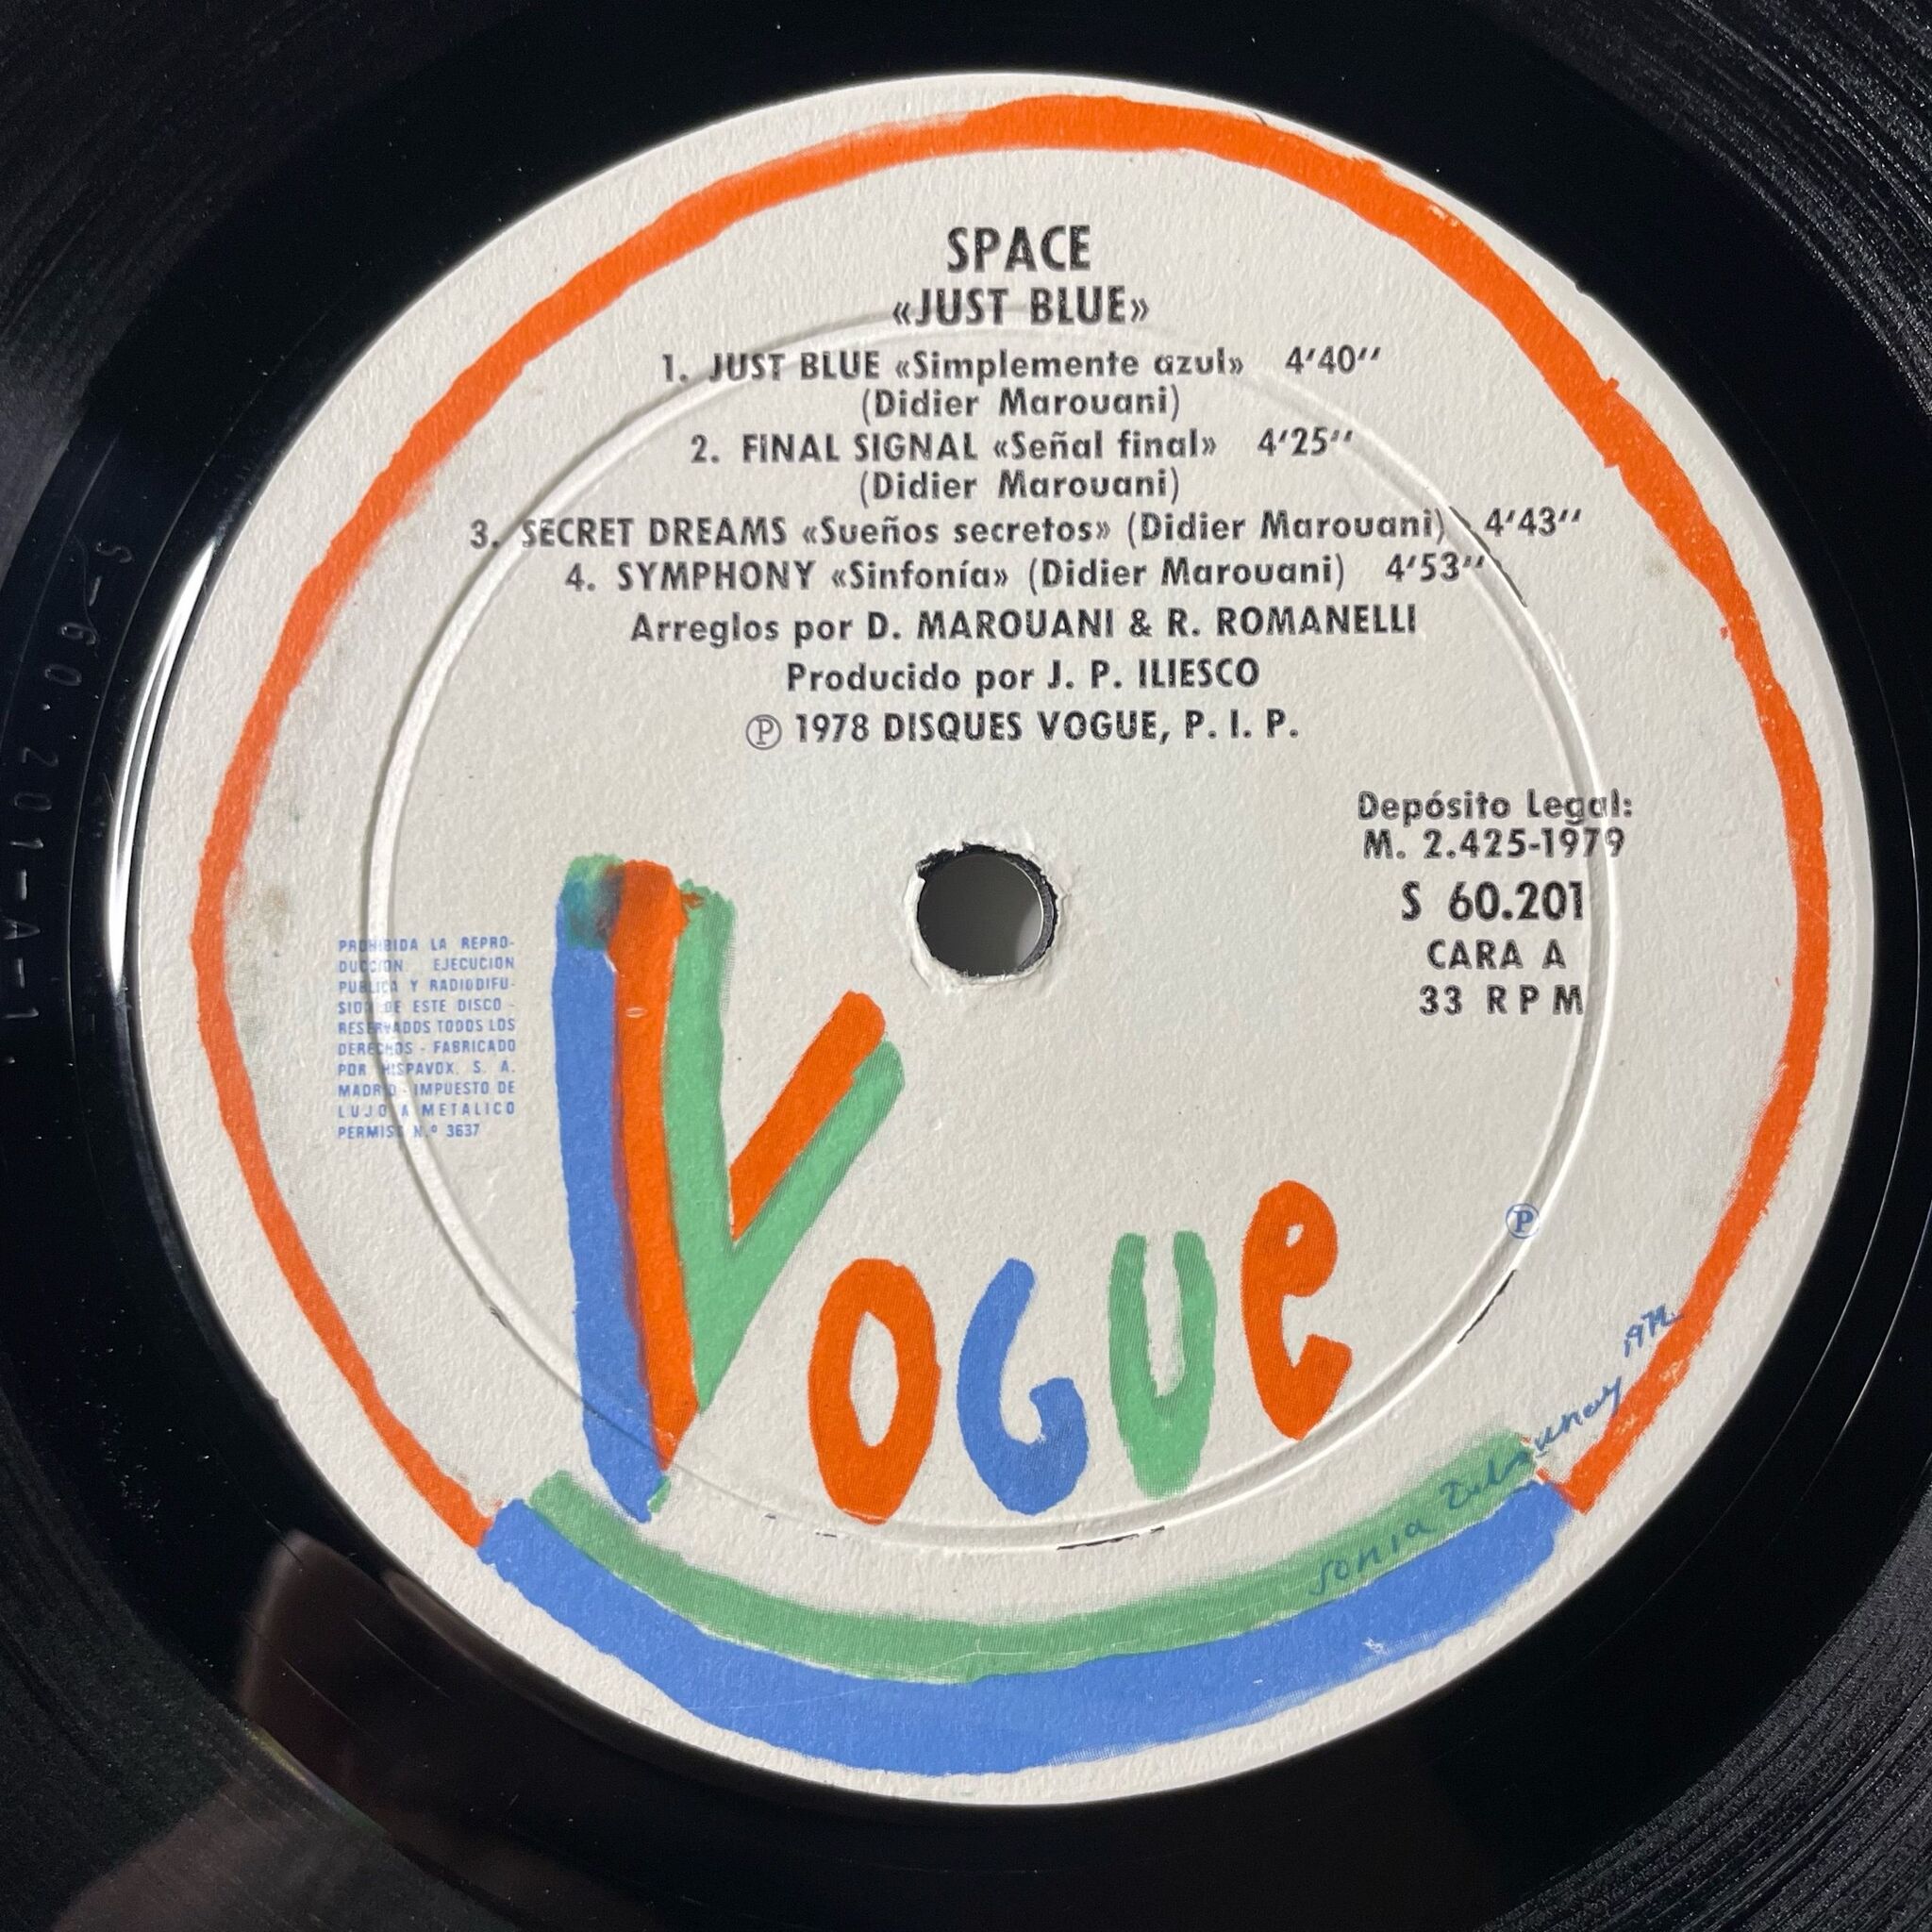 SPACE
«JUST BLUE»
1. JUST BLUE «Simplemente azul» 4'40''
(Didier Marouani)
2. FINAL SIGNAL «Señal final» 4'25''
(Didier Marouani)
3. SECRET DREAMS «Sueños secretos» (Didier Marouani) 4'43''
4. SYMPHONY «Sinfonía» (Didier Marouani) 4'53''
Arreglos por D. MAROUANI & R. ROMANELLI
Producido por J. P. ILIESCO
Ⓟ 1978 DISQUES VOGUE, P. I. P.
Depósito Legal:
M. 2.425-1979
S 60.201
CARA A
33 RPM
PROHIBIDA LA REPRO-
DUCCION, EJECUCION
PUBLICA Y RADIODIFU-
SION DE ESTE DISCO -
RESERVADOS TODOS LOS
DERECHOS - FABRICADO
POR HISPAVOX, S. A.
MADRID - IMPUESTO DE
LUJO A METALICO
PERMISO N.º 3637
VOGUe
Ⓟ
Sonia Delaunay 1972
S-60.201-A-1